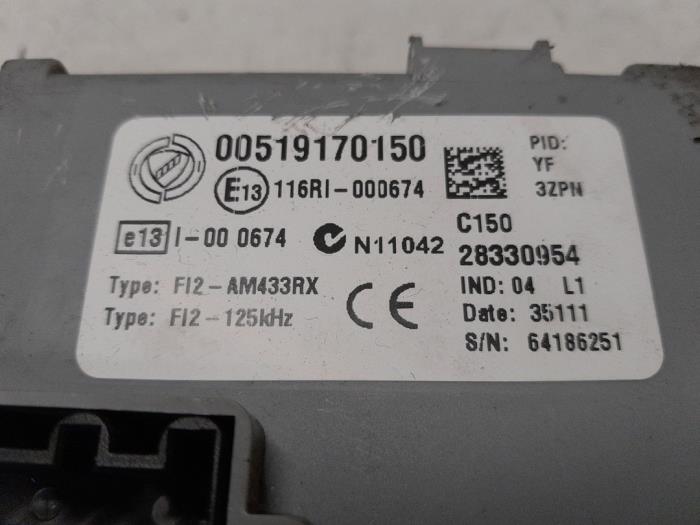 00519170150
E13 116RI-000674
e13 I-00 0674
N11042
Type: FI2-AM433RX
Type: FI2-125kHz
CE
PID:
YF
3ZPN
C150
28330954
IND: 04 L1
Date: 35111
S/N: 64186251